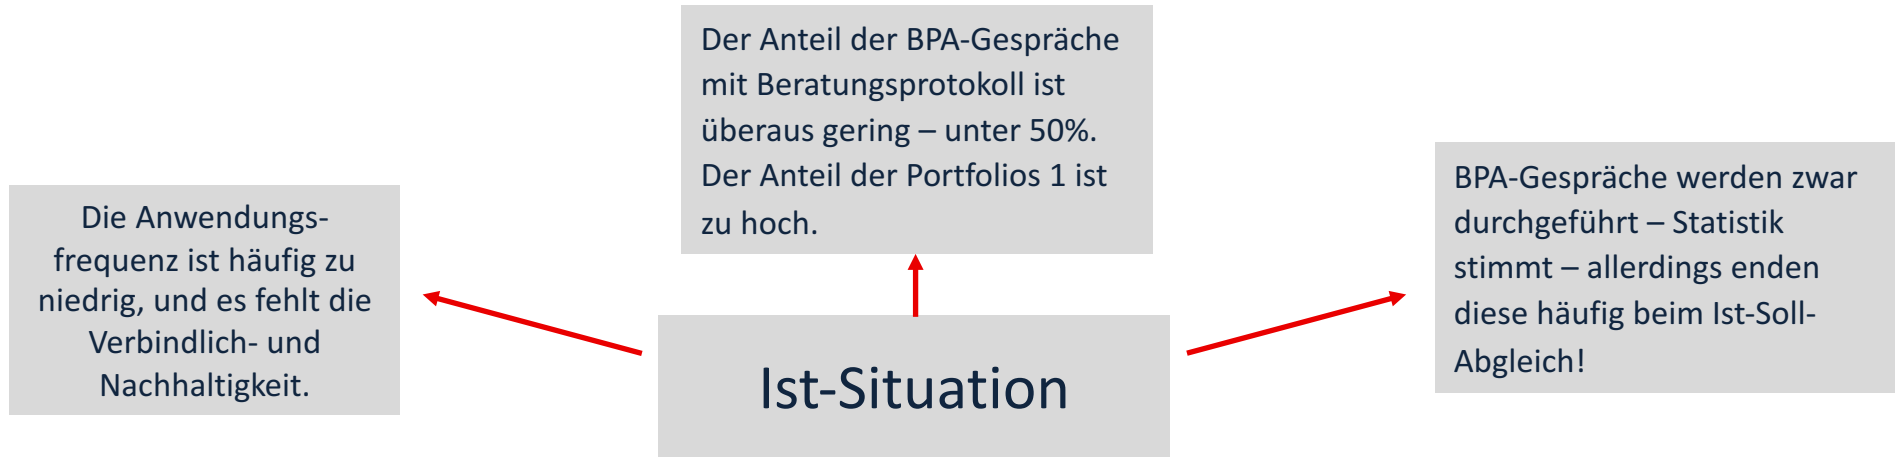 Die Anwendungs-
frequenz ist häufig zu
niedrig, und es fehlt die
Verbindlich- und
Nachhaltigkeit.
Der Anteil der BPA-Gespräche
mit Beratungsprotokoll ist
überaus gering – unter 50%.
Der Anteil der Portfolios 1 ist
zu hoch.
BPA-Gespräche werden zwar
durchgeführt – Statistik
stimmt – allerdings enden
diese häufig beim Ist-Soll-
Abgleich!
Ist-Situation